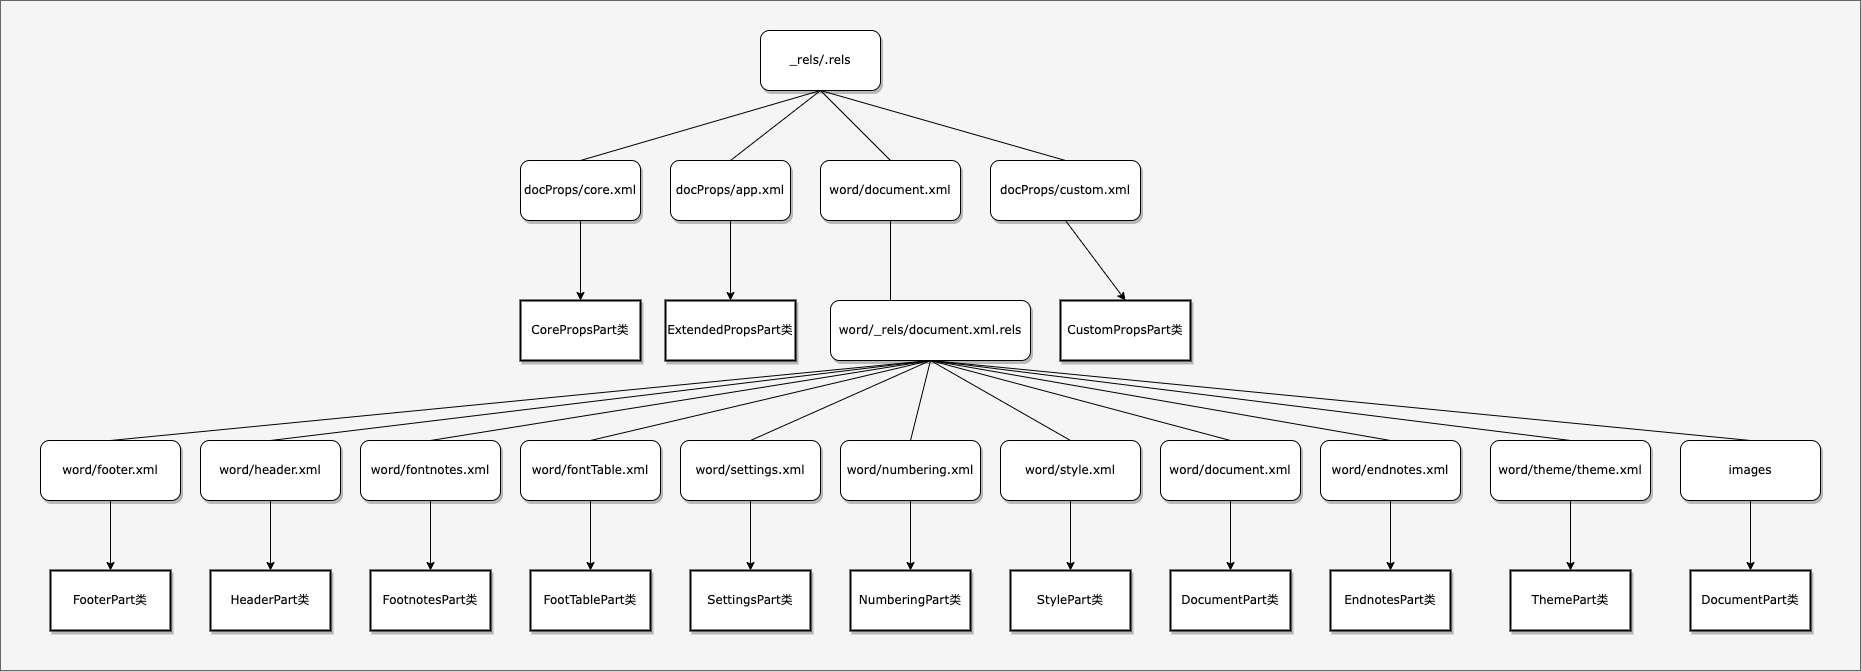 _rels/.rels
docProps/core.xml
docProps/app.xml
word/document.xml
docProps/custom.xml
CorePropsPart类
ExtendedPropsPart类
word/_rels/document.xml.rels
CustomPropsPart类
word/footer.xml
word/header.xml
word/fontnotes.xml
word/fontTable.xml
word/settings.xml
word/numbering.xml
word/style.xml
word/document.xml
word/endnotes.xml
word/theme/theme.xml
images
FooterPart类
HeaderPart类
FootnotesPart类
FootTablePart类
SettingsPart类
NumberingPart类
StylePart类
DocumentPart类
EndnotesPart类
ThemePart类
DocumentPart类